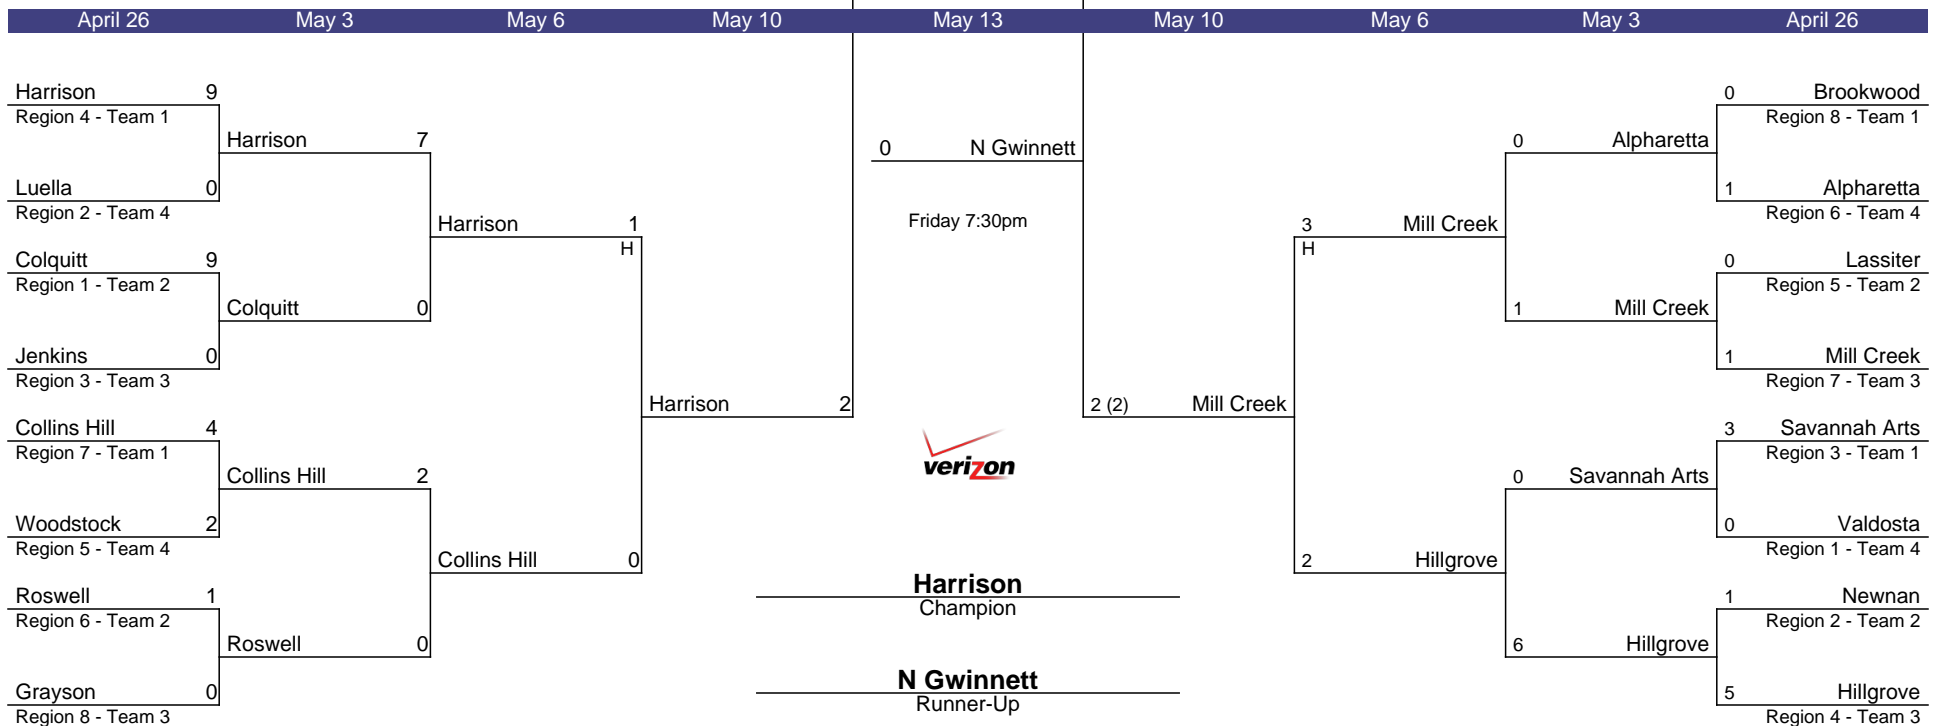 April 26 May 3 May 6 May 10 May 13 May 10 May 6 May 3 April 26
Harrison 9
Region 4 - Team 1
Harrison 7
Luella 0
Region 2 - Team 4
Harrison 1
H
Colquitt 9
Region 1 - Team 2
Colquitt 0
Jenkins 0
Region 3 - Team 3
Harrison 2
Collins Hill 4
Region 7 - Team 1
Collins Hill 2
Woodstock 2
Region 5 - Team 4
Collins Hill 0
Roswell 1
Region 6 - Team 2
Roswell 0
Grayson 0
Region 8 - Team 3
0 N Gwinnett
Friday 7:30pm
verizon
Harrison
Champion
N Gwinnett
Runner-Up
0 Brookwood
Region 8 - Team 1
0 Alpharetta
1 Alpharetta
Region 6 - Team 4
3 Mill Creek
H
0 Lassiter
Region 5 - Team 2
1 Mill Creek
1 Mill Creek
Region 7 - Team 3
2 (2) Mill Creek
3 Savannah Arts
Region 3 - Team 1
0 Savannah Arts
0 Valdosta
Region 1 - Team 4
2 Hillgrove
1 Newnan
Region 2 - Team 2
6 Hillgrove
5 Hillgrove
Region 4 - Team 3